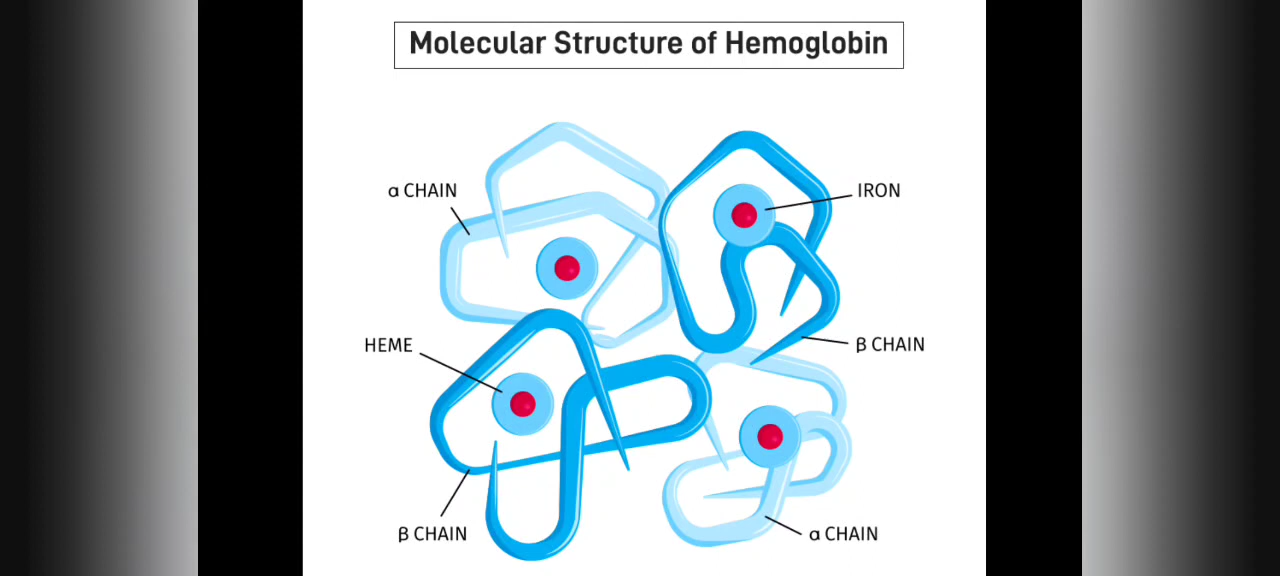 Molecular Structure of Hemoglobin
α CHAIN
IRON
HEME
β CHAIN
β CHAIN
α CHAIN